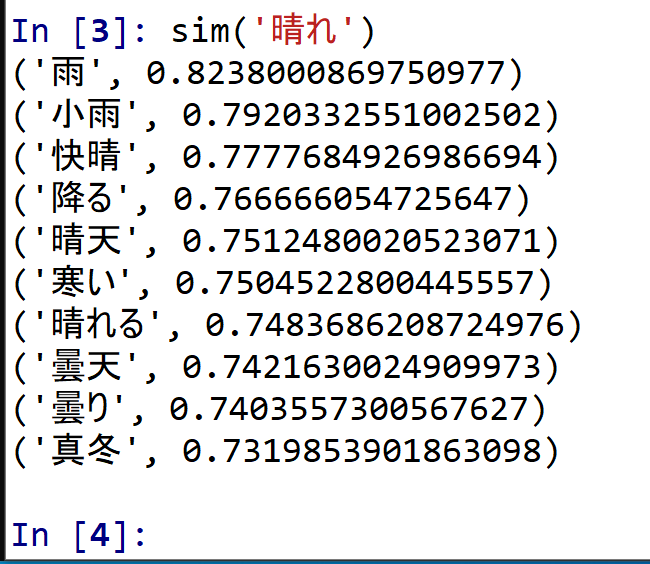 In [3]: sim('晴れ')
('雨', 0.8238000869750977)
('小雨', 0.7920332551002502)
('快晴', 0.7777684926986694)
('降る', 0.766666054725647)
('晴天', 0.7512480020523071)
('寒い', 0.7504522800445557)
('晴れる', 0.7483686208724976)
('曇天', 0.7421630024909973)
('曇り', 0.7403557300567627)
('真冬', 0.7319853901863098)
In [4]: